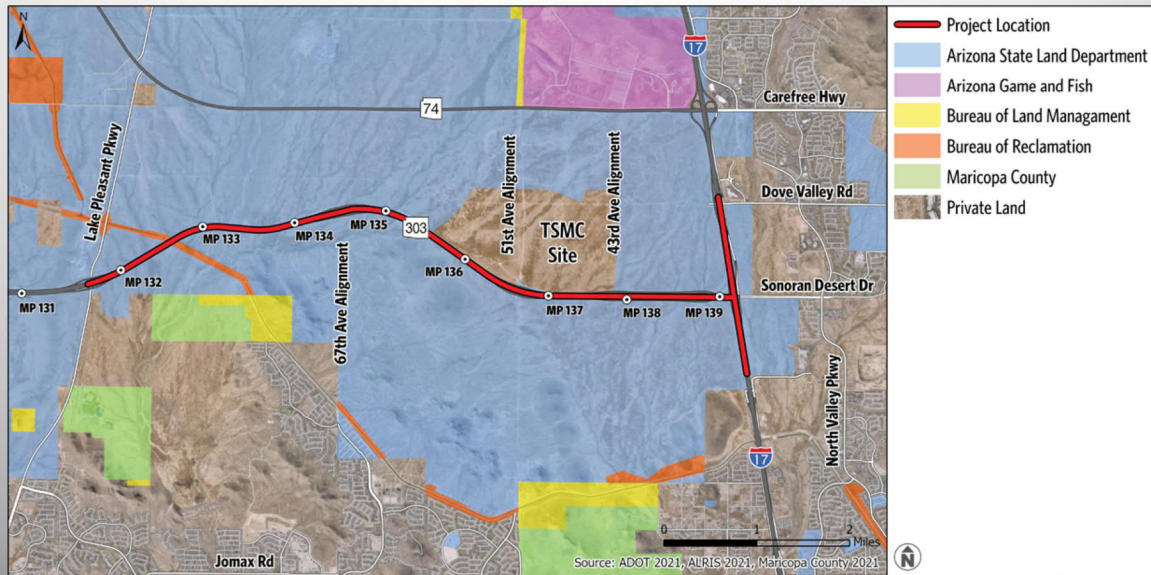 N
17
Carefree Hwy
74
Lake Pleasant Pkwy
51st Ave Alignment
43rd Ave Alignment
Dove Valley Rd
MP 133
MP 134
MP 135
303
TSMC
Site
MP 132
MP 136
Sonoran Desert Dr
MP 131
MP 137
MP 138
MP 139
67th Ave Alignment
North Valley Pkwy
17
0 1 2
Miles
Jomax Rd
Source: ADOT 2021, ALRIS 2021, Maricopa County 2021
Project Location
Arizona State Land Department
Arizona Game and Fish
Bureau of Land Managament
Bureau of Reclamation
Maricopa County
Private Land
N